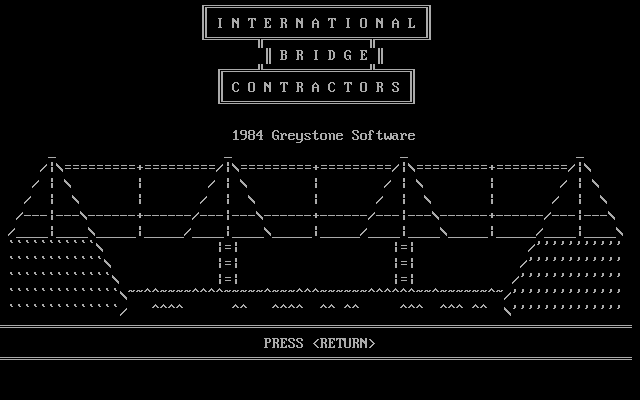 INTERNATIONAL
BRIDGE
CONTRACTORS
1984 Greystone Software
PRESS <RETURN>